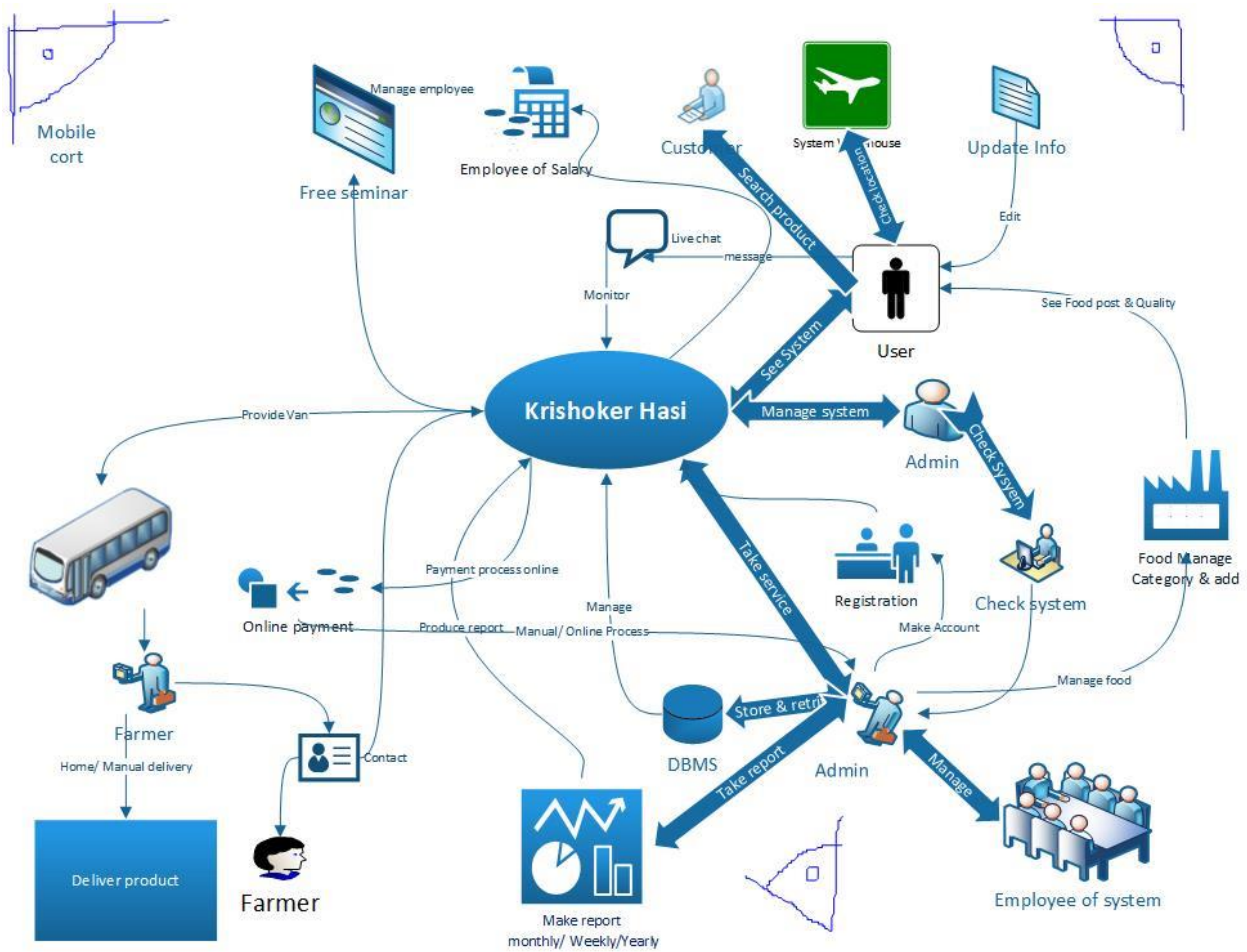 Mobile
cort
Free seminar
Manage employee
Employee of Salary
Customer
System
house
Update Info
Search product
Check location
Edit
Live chat
message
Monitor
See Food post & Quality
User
See System
Krishoker Hasi
Manage system
Admin
Check Sysyem
Provide Van
Take service
Food Manage
Category & add
Payment process online
Registration
Check system
Online payment
Manage
Produce report
Manual/ Online Process
Make Account
Manage food
Farmer
Home/ Manual delivery
Contact
DBMS
Store & retri
Admin
Take report
Manage
Deliver product
Farmer
Make report
monthly/ Weekly/Yearly
Employee of system